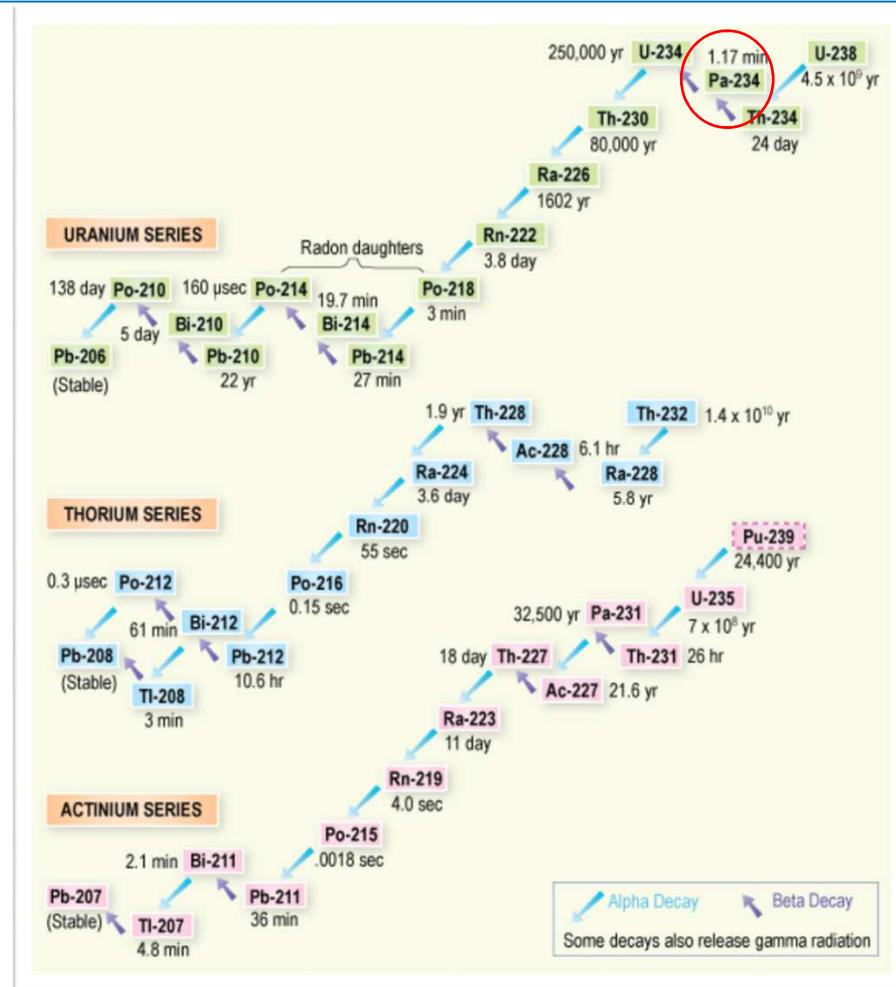 250,000 yr U-234 1.17 min U-238
Pa-234 4.5 x 10⁹ yr
Th-230 Th-234
80,000 yr 24 day
Ra-226
1602 yr
URANIUM SERIES Rn-222
Radon daughters 3.8 day
138 day Po-210 160 µsec Po-214 Po-218
19.7 min 3 min
5 day Bi-210 Bi-214
Pb-206 Pb-210 Pb-214
(Stable) 22 yr 27 min
1.9 yr Th-228 Th-232 1.4 x 10¹⁰ yr
Ac-228 6.1 hr
Ra-224 Ra-228
3.6 day 5.8 yr
THORIUM SERIES
Rn-220
55 sec
Pu-239
24,400 yr
0.3 µsec Po-212 Po-216
0.15 sec U-235
7 x 10⁸ yr
61 min Bi-212 32,500 yr Pa-231
Pb-208 Pb-212 18 day Th-227 Th-231 26 hr
(Stable) 10.6 hr
Tl-208 Ac-227 21.6 yr
3 min
Ra-223
11 day
Rn-219
4.0 sec
ACTINIUM SERIES
Po-215
.0018 sec
2.1 min Bi-211
Pb-207 Pb-211
(Stable) 36 min
Tl-207
4.8 min
Alpha Decay Beta Decay
Some decays also release gamma radiation